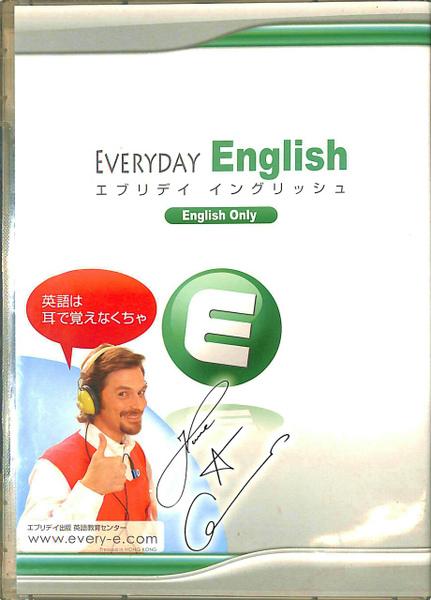 EVERYDAY English
エブリデイ イングリッシュ
English Only
英語は
耳で覚えなくちゃ
E
エブリデイ出版 英語教育センター
www.every-e.com
Pressed in HONG KONG